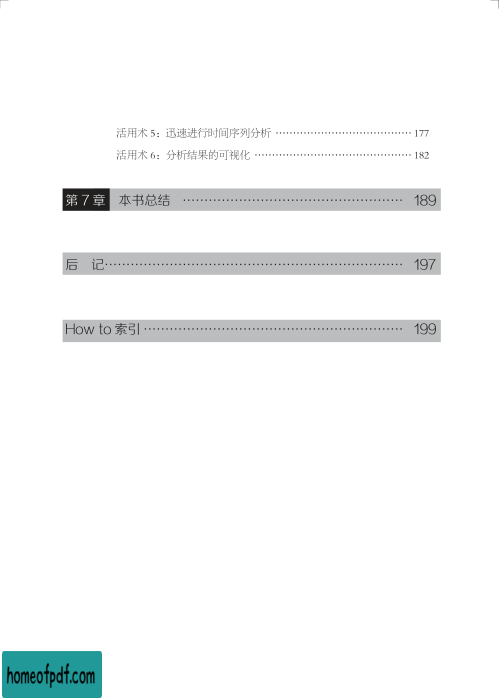 活用术 5：迅速进行时间序列分析 ………………………………… 177
活用术 6：分析结果的可视化 ……………………………………… 182
第 7 章 本书总结 …………………………………………… 189
后 记…………………………………………………………… 197
How to 索引 …………………………………………………… 199
homeofpdf.com